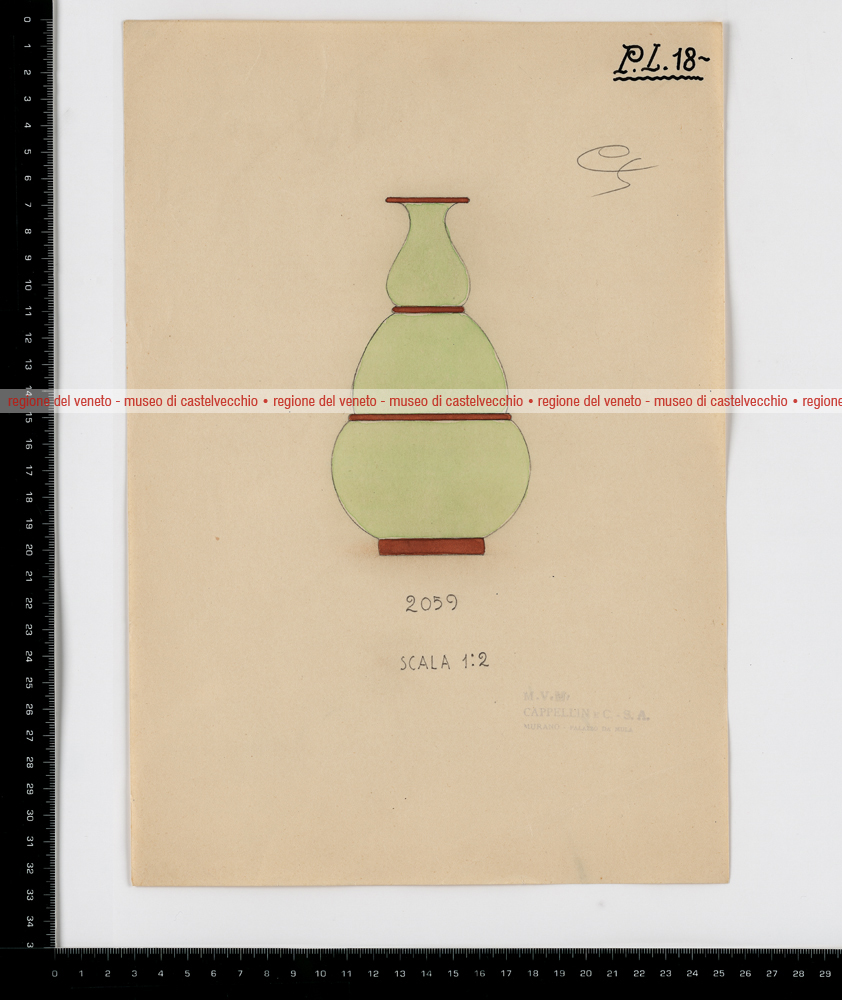 P.L.18~
regione del veneto - museo di castelvecchio • regione del veneto - museo di castelvecchio • regione del veneto - museo di castelvecchio • regione
2059
SCALA 1:2
M.V.M.
CAPPELLIN e C. - S. A.
MURANO
0 1 2 3 4 5 6 7 8 9 10 11 12 13 14 15 16 17 18 19 20 21 22 23 24 25 26 27 28 29 30 31 32 33 34 3
0 1 2 3 4 5 6 7 8 9 10 11 12 13 14 15 16 17 18 19 20 21 22 23 24 25 26 27 28 29